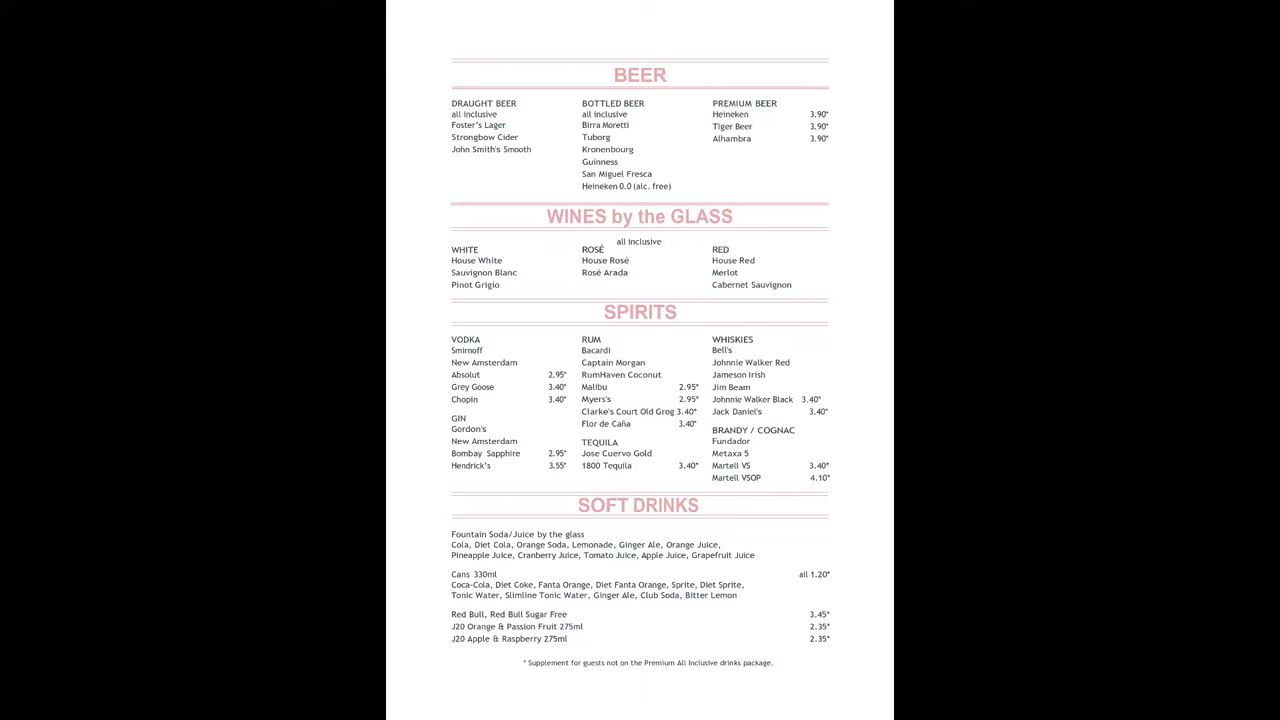 BEER
DRAUGHT BEER
all inclusive
Foster's Lager
Strongbow Cider
John Smith's Smooth
BOTTLED BEER
all inclusive
Birra Moretti
Tuborg
Kronenbourg
Guinness
San Miguel Fresca
Heineken 0.0 (alc. free)
PREMIUM BEER
Heineken 3.90*
Tiger Beer 3.90*
Alhambra 3.90*
WINES by the GLASS
all inclusive
WHITE
House White
Sauvignon Blanc
Pinot Grigio
ROSÉ
House Rosé
Rosé Arada
RED
House Red
Merlot
Cabernet Sauvignon
SPIRITS
VODKA
Smirnoff
New Amsterdam
Absolut 2.95*
Grey Goose 3.40*
Chopin 3.40*
GIN
Gordon's
New Amsterdam
Bombay Sapphire 2.95*
Hendrick's 3.55*
RUM
Bacardi
Captain Morgan
RumHaven Coconut
Malibu 2.95*
Myers's 2.95*
Clarke's Court Old Grog 3.40*
Flor de Caña 3.40*
TEQUILA
Jose Cuervo Gold
1800 Tequila 3.40*
WHISKIES
Bell's
Johnnie Walker Red
Jameson Irish
Jim Beam
Johnnie Walker Black 3.40*
Jack Daniel's 3.40*
BRANDY / COGNAC
Fundador
Metaxa 5
Martell VS 3.40*
Martell VSOP 4.10*
SOFT DRINKS
Fountain Soda/Juice by the glass
Cola, Diet Cola, Orange Soda, Lemonade, Ginger Ale, Orange Juice,
Pineapple Juice, Cranberry Juice, Tomato Juice, Apple Juice, Grapefruit Juice
Cans 330ml all 1.20*
Coca-Cola, Diet Coke, Fanta Orange, Diet Fanta Orange, Sprite, Diet Sprite,
Tonic Water, Slimline Tonic Water, Ginger Ale, Club Soda, Bitter Lemon
Red Bull, Red Bull Sugar Free 3.45*
J20 Orange & Passion Fruit 275ml 2.35*
J20 Apple & Raspberry 275ml 2.35*
* Supplement for guests not on the Premium All Inclusive drinks package.